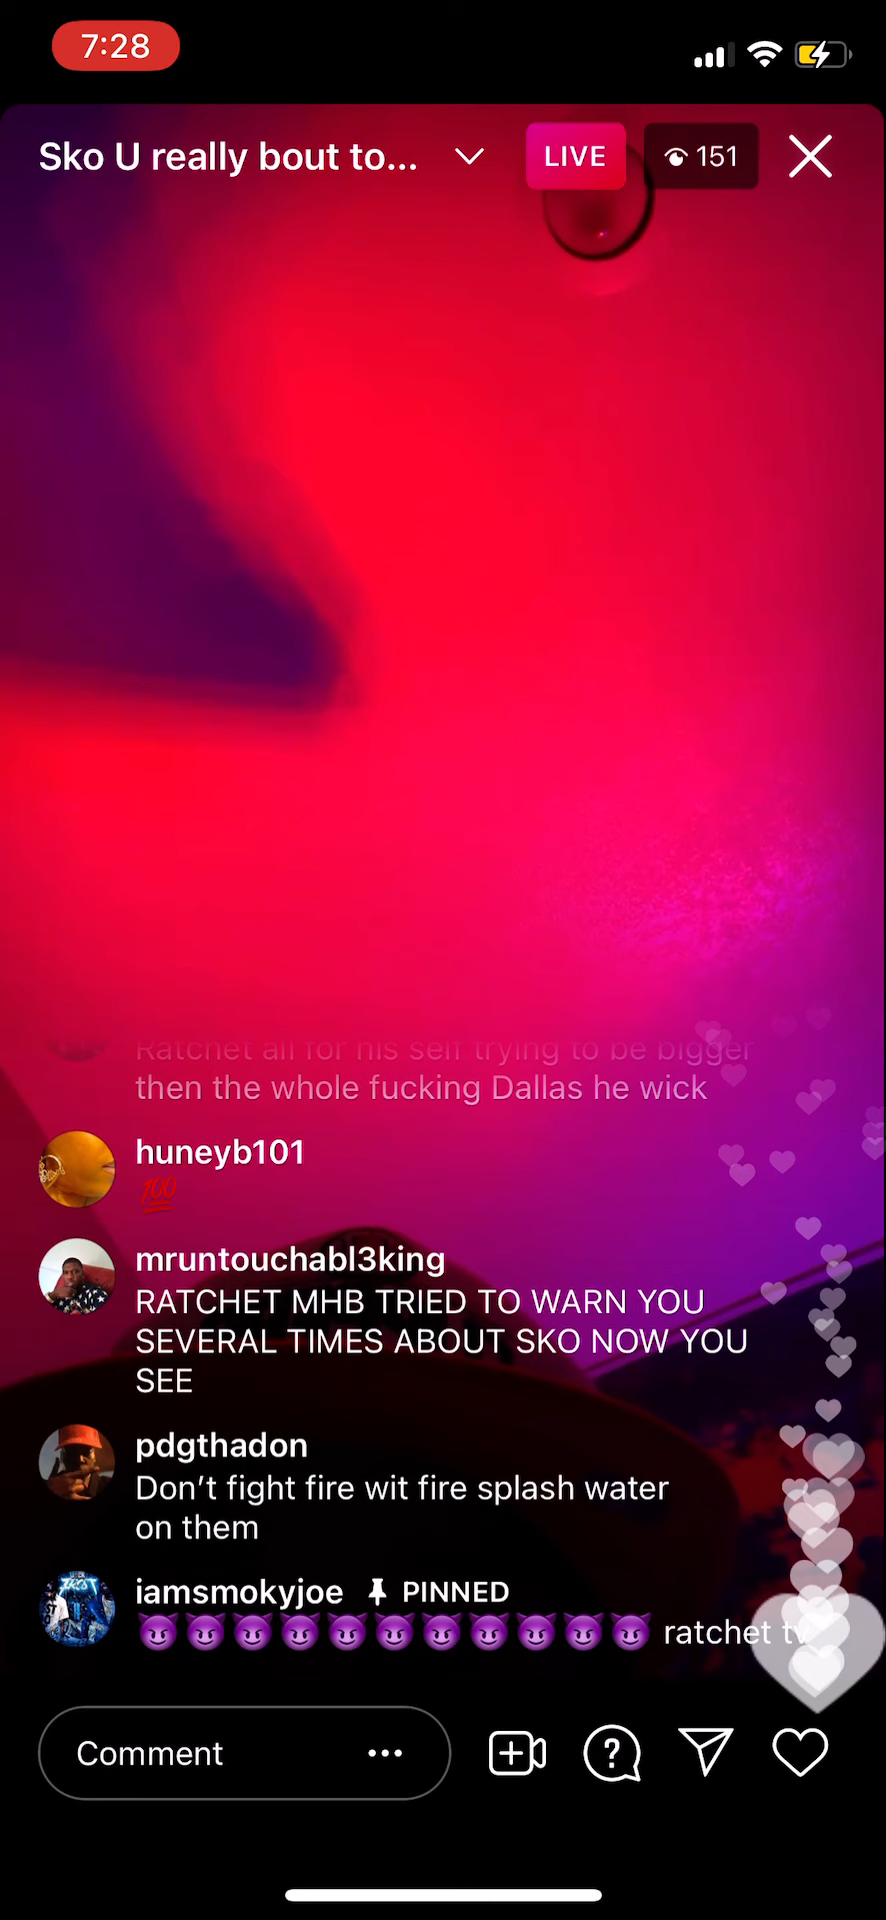 7:28
Sko U really bout to...
LIVE
151
Ratchet all for his self trying to be bigger
then the whole fucking Dallas he wick
huneyb101
💯
mruntouchabl3king
RATCHET MHB TRIED TO WARN YOU
SEVERAL TIMES ABOUT SKO NOW YOU
SEE
pdgthadon
Don’t fight fire wit fire splash water
on them
iamsmokyjoe PINNED
😈😈😈😈😈😈😈😈😈😈😈 ratchet tv
Comment